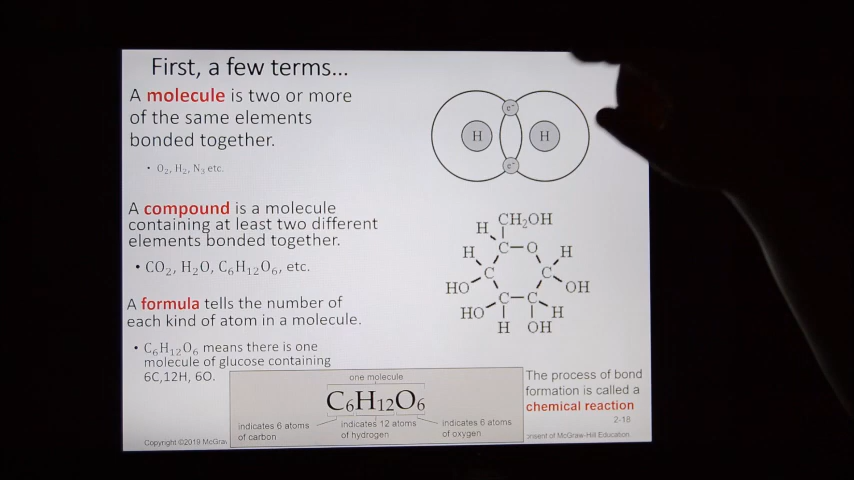 First, a few terms...
A molecule is two or more
of the same elements
bonded together.
• O₂, H₂, N₃ etc.
A compound is a molecule
containing at least two different
elements bonded together.
• CO₂, H₂O, C₆H₁₂O₆, etc.
A formula tells the number of
each kind of atom in a molecule.
• C₆H₁₂O₆ means there is one
molecule of glucose containing
6C,12H, 6O.
e⁻
H H
e⁻
CH₂OH
H
H C O H
C C
HO OH
HO C C H
H OH
one molecule
C₆H₁₂O₆
indicates 6 atoms
of carbon
indicates 12 atoms
of hydrogen
indicates 6 atoms
of oxygen
The process of bond
formation is called a
chemical reaction
2-18
Copyright ©2019 McGraw
onsent of McGraw-Hill Education.